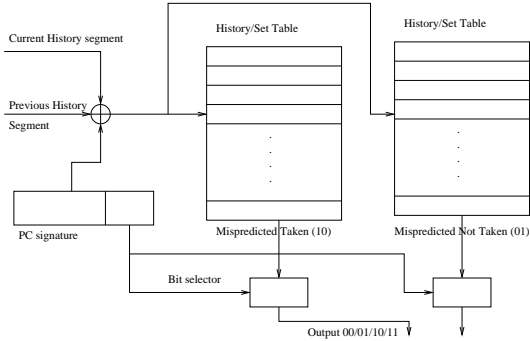 History/Set Table
History/Set Table
Current History segment
Previous History
Segment
PC signature
Mispredicted Taken (10)
Mispredicted Not Taken (01)
Bit selector
Output 00/01/10/11